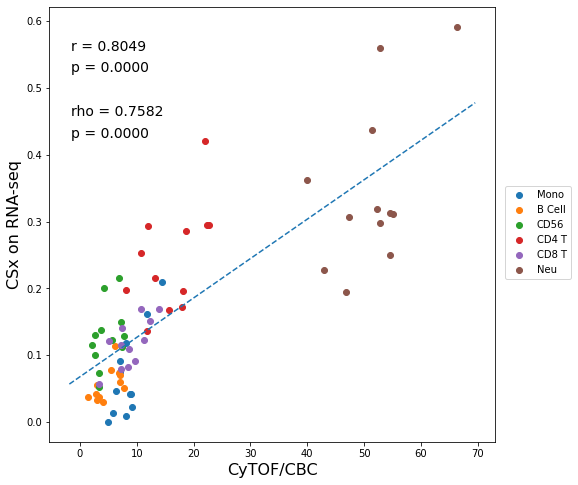 r = 0.8049
p = 0.0000
rho = 0.7582
p = 0.0000
0.6
0.5
0.4
0.3
0.2
0.1
0.0
CSx on RNA-seq
0 10 20 30 40 50 60 70
CyTOF/CBC
Mono
B Cell
CD56
CD4 T
CD8 T
Neu